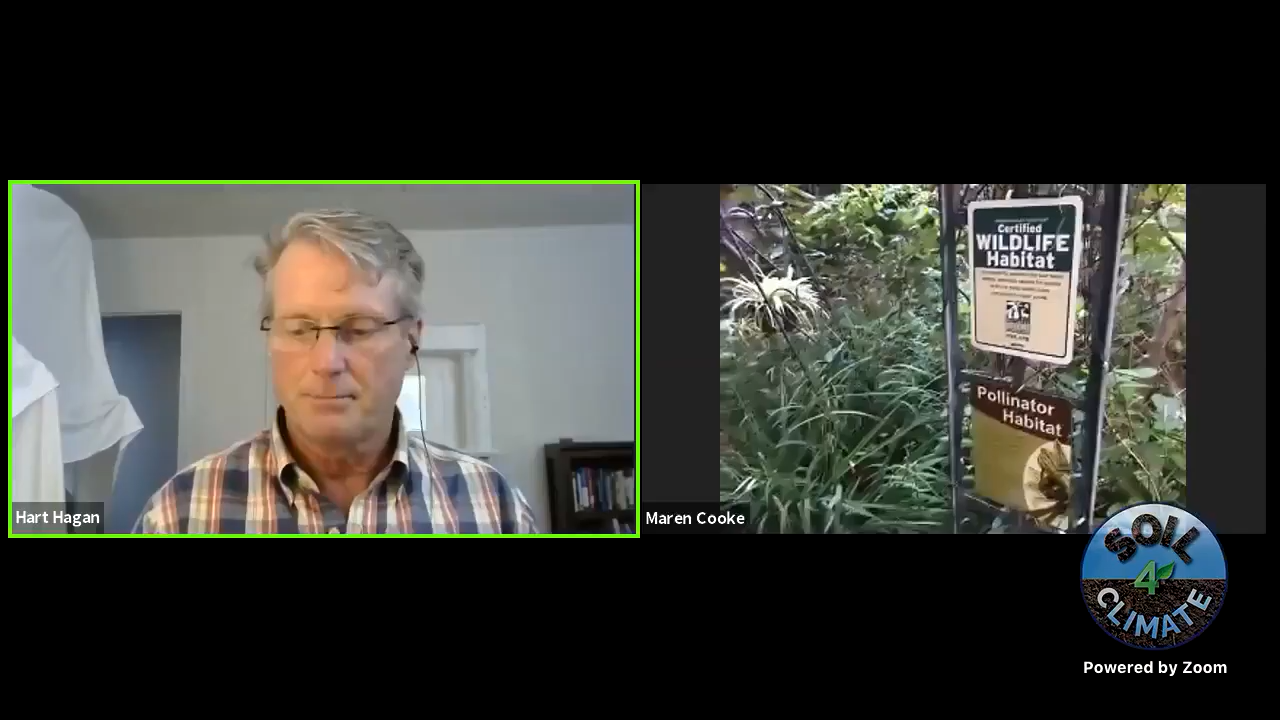 Hart Hagan
Certified
WILDLIFE
Habitat
Pollinator
Habitat
Maren Cooke
SOIL
4
CLIMATE
Powered by Zoom